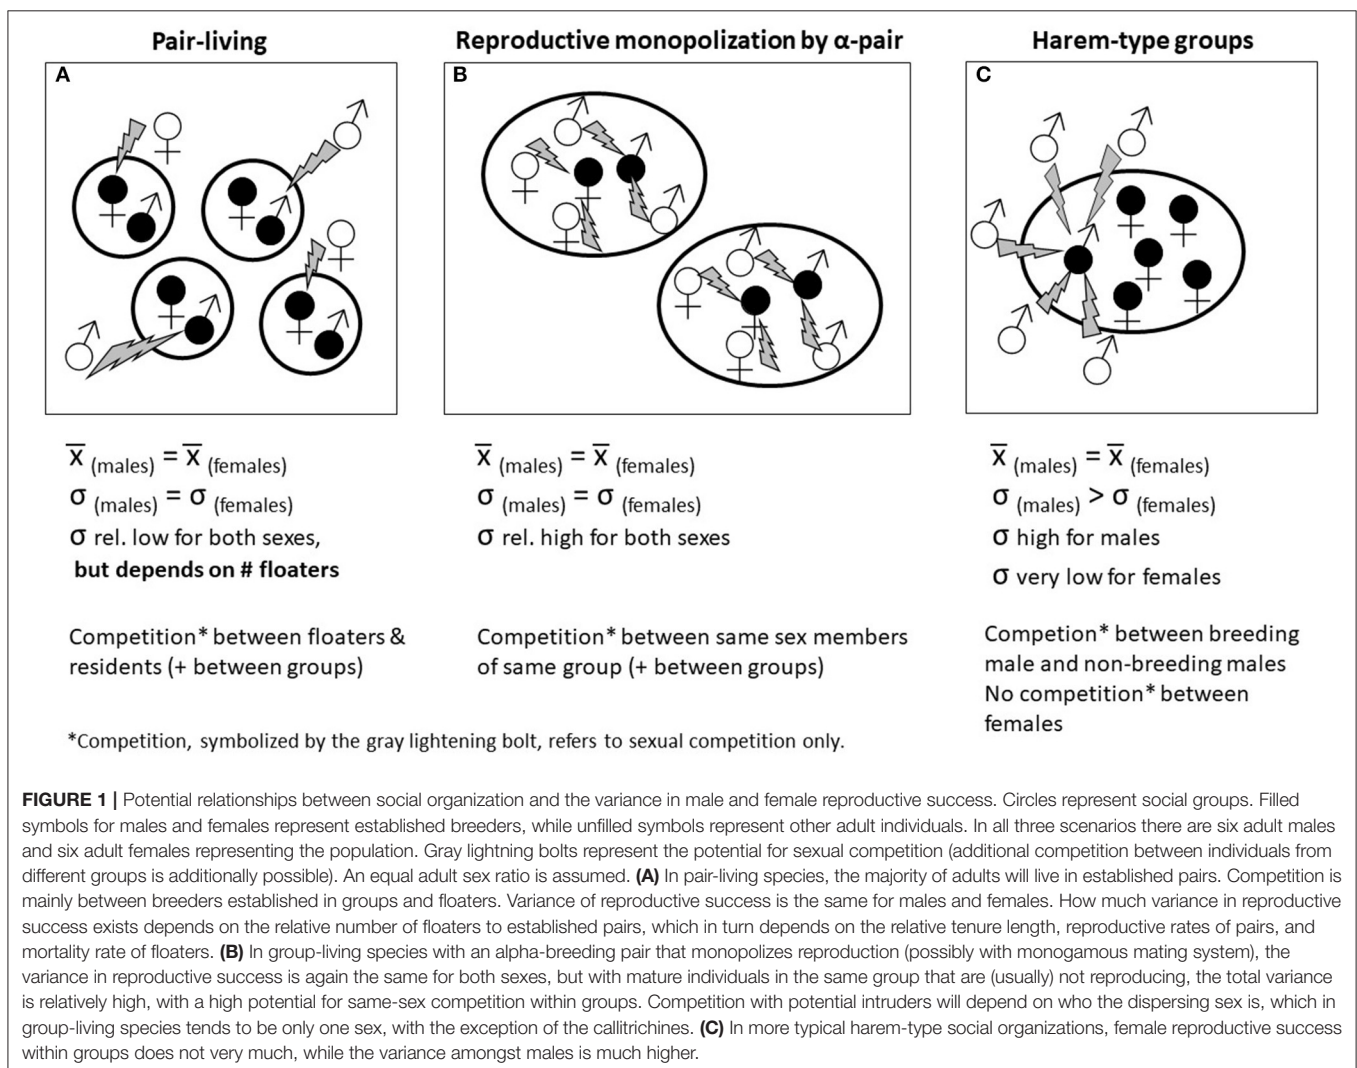 Pair-living
Reproductive monopolization by α-pair
Harem-type groups
A
B
C
x̅ (males) = x̅ (females)
σ (males) = σ (females)
σ rel. low for both sexes,
but depends on # floaters
Competition* between floaters &
residents (+ between groups)
x̅ (males) = x̅ (females)
σ (males) = σ (females)
σ rel. high for both sexes
Competition* between same sex members
of same group (+ between groups)
x̅ (males) = x̅ (females)
σ (males) > σ (females)
σ high for males
σ very low for females
Competion* between breeding
male and non-breeding males
No competition* between
females
*Competition, symbolized by the gray lightening bolt, refers to sexual competition only.
FIGURE 1 | Potential relationships between social organization and the variance in male and female reproductive success. Circles represent social groups. Filled
symbols for males and females represent established breeders, while unfilled symbols represent other adult individuals. In all three scenarios there are six adult males
and six adult females representing the population. Gray lightning bolts represent the potential for sexual competition (additional competition between individuals from
different groups is additionally possible). An equal adult sex ratio is assumed. (A) In pair-living species, the majority of adults will live in established pairs. Competition is
mainly between breeders established in groups and floaters. Variance of reproductive success is the same for males and females. How much variance in reproductive
success exists depends on the relative number of floaters to established pairs, which in turn depends on the relative tenure length, reproductive rates of pairs, and
mortality rate of floaters. (B) In group-living species with an alpha-breeding pair that monopolizes reproduction (possibly with monogamous mating system), the
variance in reproductive success is again the same for both sexes, but with mature individuals in the same group that are (usually) not reproducing, the total variance
is relatively high, with a high potential for same-sex competition within groups. Competition with potential intruders will depend on who the dispersing sex is, which in
group-living species tends to be only one sex, with the exception of the callitrichines. (C) In more typical harem-type social organizations, female reproductive success
within groups does not very much, while the variance amongst males is much higher.